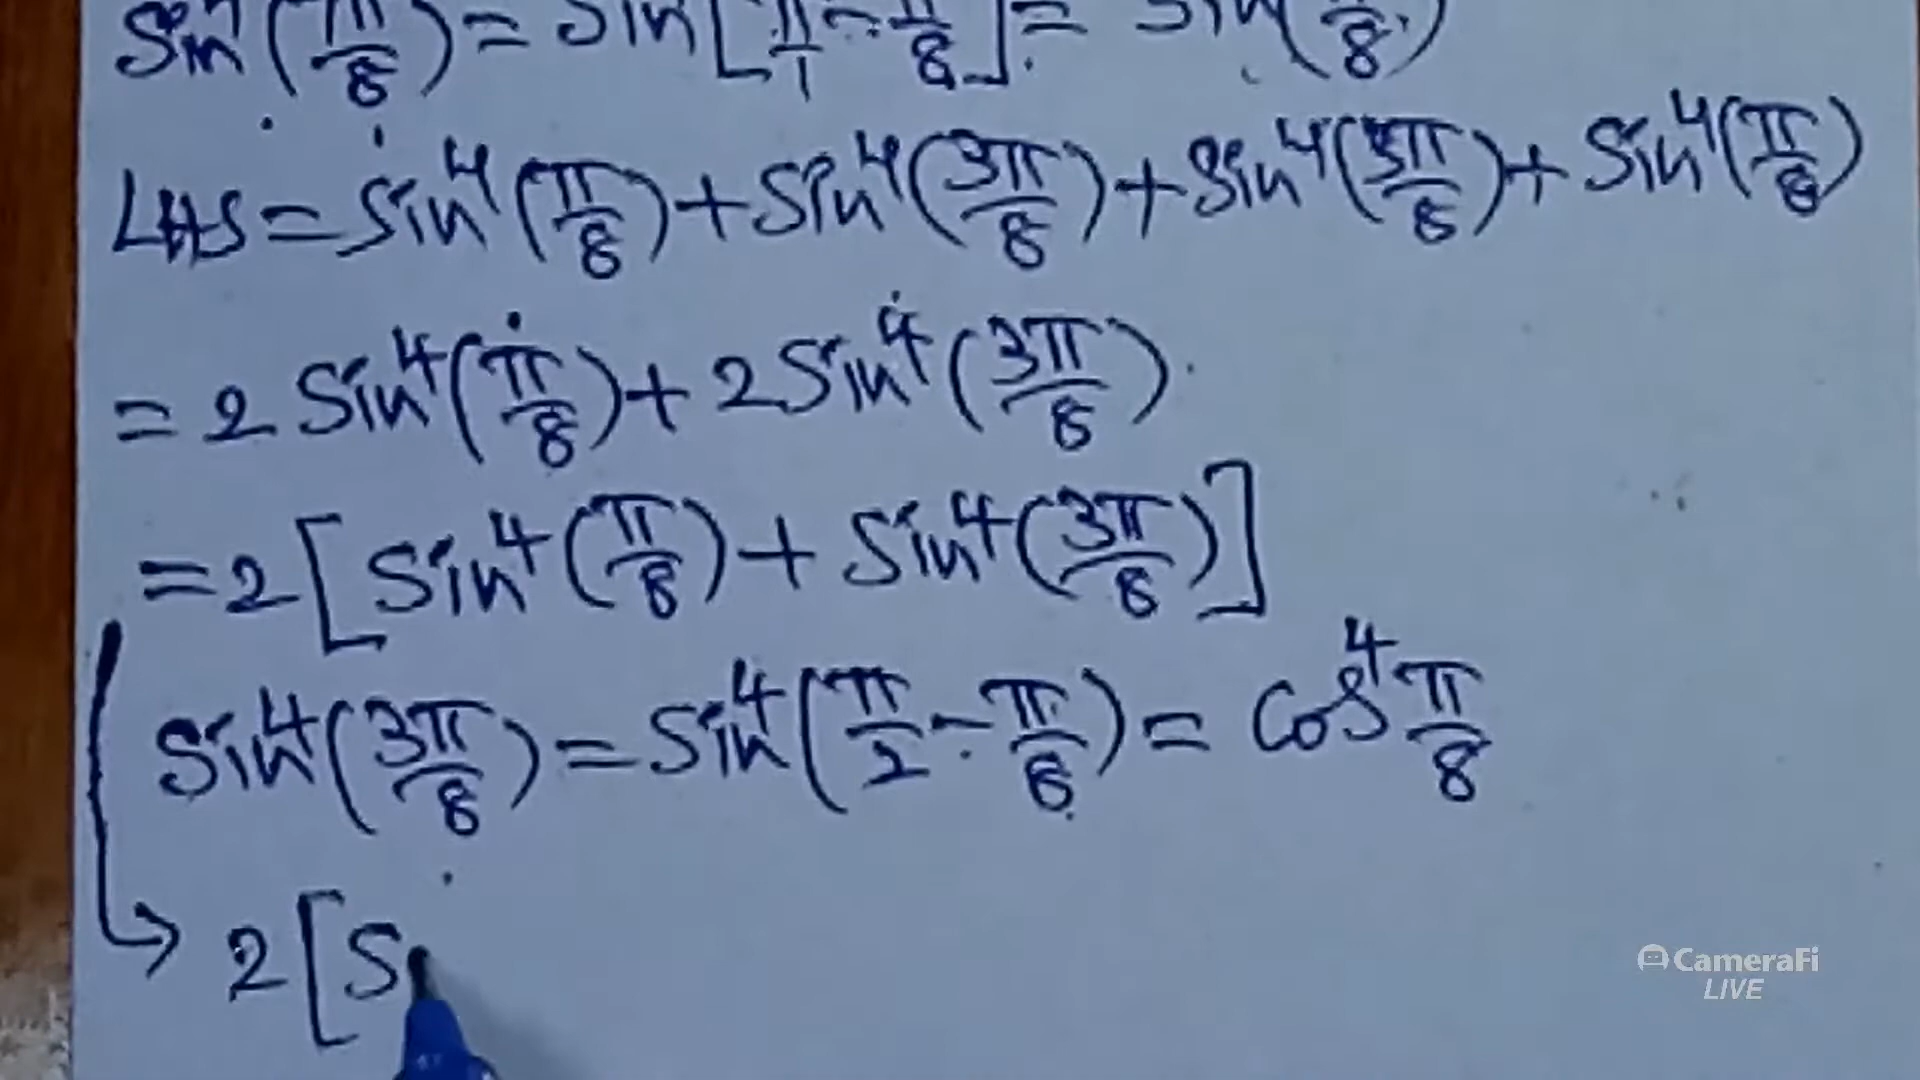 Sin⁴(7π/8) = Sin[π/1 - π/8] = Sin(π/8)
LHS = Sin⁴(π/8) + Sin⁴(3π/8) + Sin⁴(3π/8) + Sin⁴(π/8)
= 2 Sin⁴(π/8) + 2 Sin⁴(3π/8)
= 2[Sin⁴(π/8) + Sin⁴(3π/8)]
Sin⁴(3π/8) = Sin⁴(π/2 - π/8) = Cos⁴ π/8
→ 2[S
CameraFi
LIVE